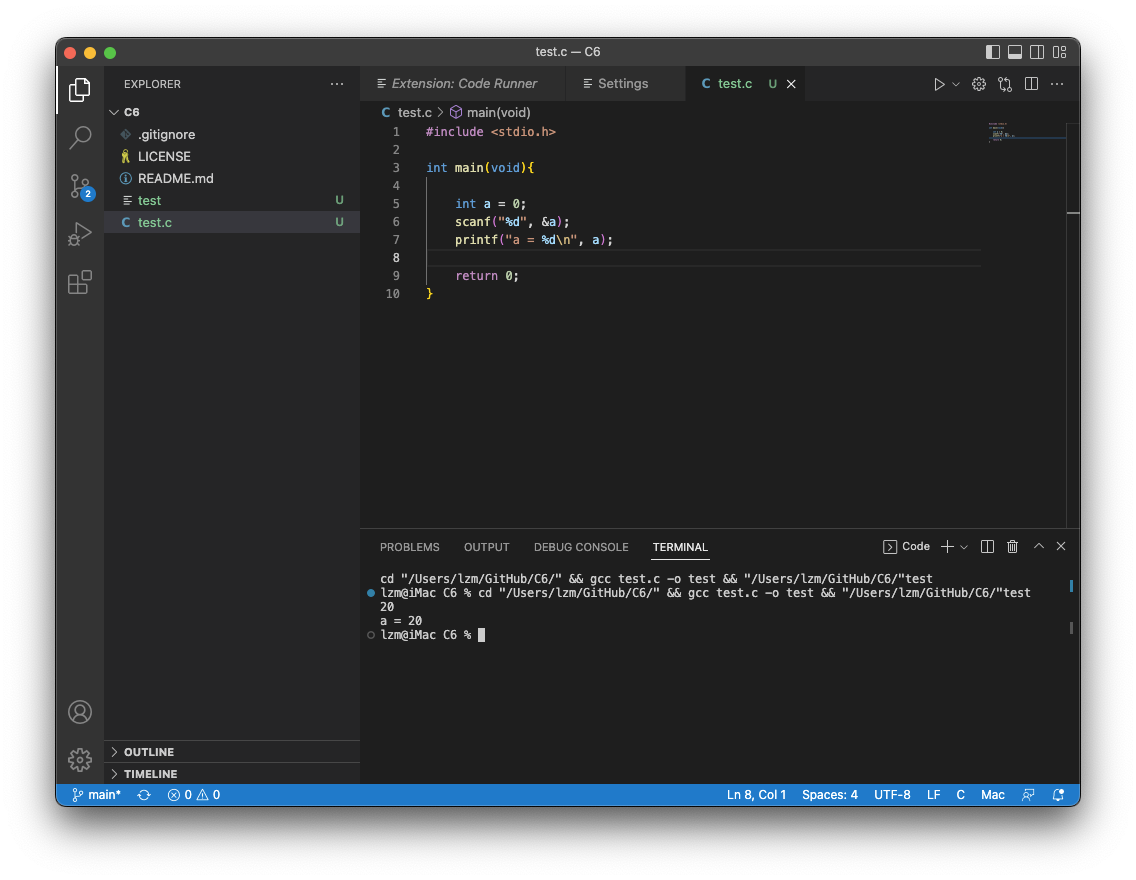 test.c — C6
EXPLORER
C6
.gitignore
LICENSE
README.md
test U
C test.c U
2
Extension: Code Runner
Settings
C test.c U
C test.c > main(void)
1 #include <stdio.h>
2
3 int main(void){
4
5 int a = 0;
6 scanf("%d", &a);
7 printf("a = %d\n", a);
8
9 return 0;
10 }
PROBLEMS OUTPUT DEBUG CONSOLE TERMINAL
Code
cd "/Users/lzm/GitHub/C6/" && gcc test.c -o test && "/Users/lzm/GitHub/C6/"test
lzm@iMac C6 % cd "/Users/lzm/GitHub/C6/" && gcc test.c -o test && "/Users/lzm/GitHub/C6/"test
20
a = 20
lzm@iMac C6 %
OUTLINE
TIMELINE
main* 0 0 Ln 8, Col 1 Spaces: 4 UTF-8 LF C Mac